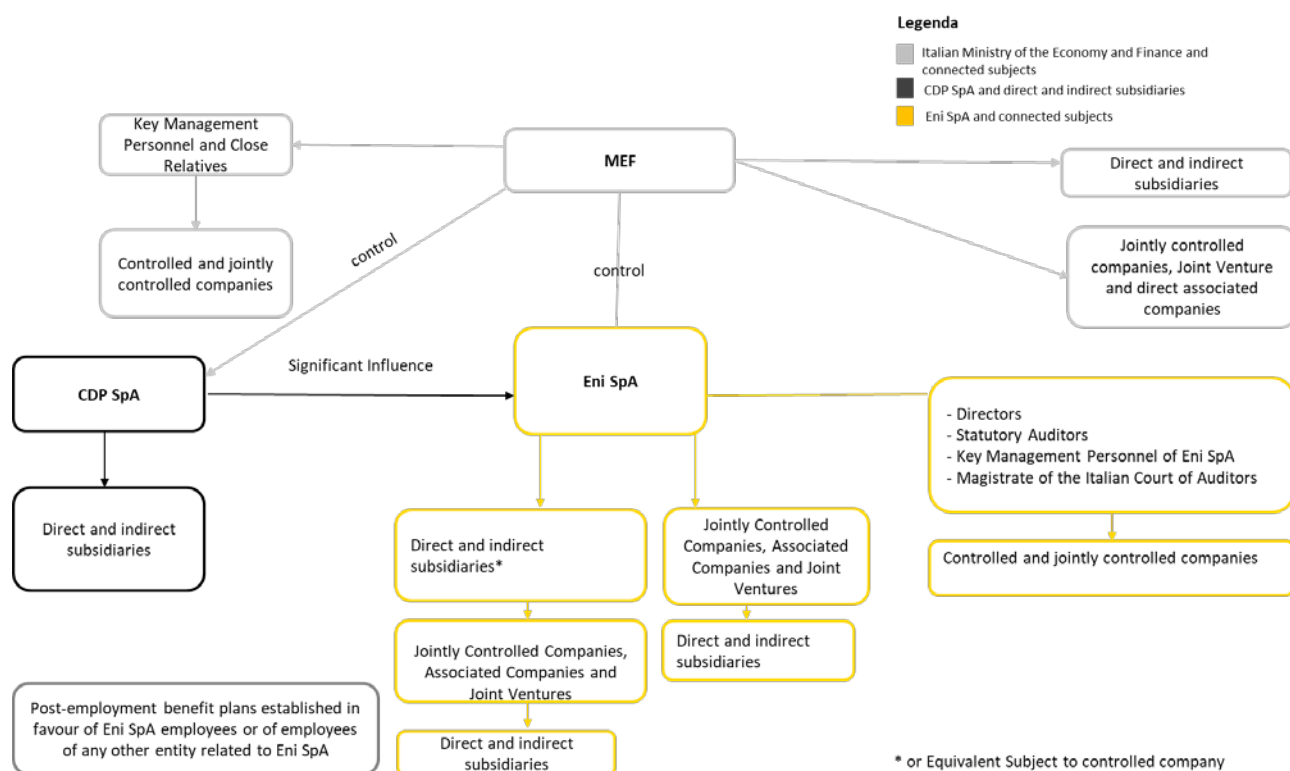 Legenda
Italian Ministry of the Economy and Finance and
connected subjects
CDP SpA and direct and indirect subsidiaries
Eni SpA and connected subjects
Key Management
Personnel and Close
Relatives
MEF
Direct and indirect
subsidiaries
Controlled and jointly
controlled companies
control
control
Jointly controlled
companies, Joint Venture
and direct associated
companies
CDP SpA
Significant Influence
Eni SpA
- Directors
- Statutory Auditors
- Key Management Personnel of Eni SpA
- Magistrate of the Italian Court of Auditors
Direct and indirect
subsidiaries
Direct and indirect
subsidiaries*
Jointly Controlled
Companies, Associated
Companies and Joint
Ventures
Controlled and jointly controlled companies
Jointly Controlled Companies,
Associated Companies and
Joint Ventures
Direct and indirect
subsidiaries
Post-employment benefit plans established in
favour of Eni SpA employees or of employees
of any other entity related to Eni SpA
Direct and indirect
subsidiaries
* or Equivalent Subject to controlled company